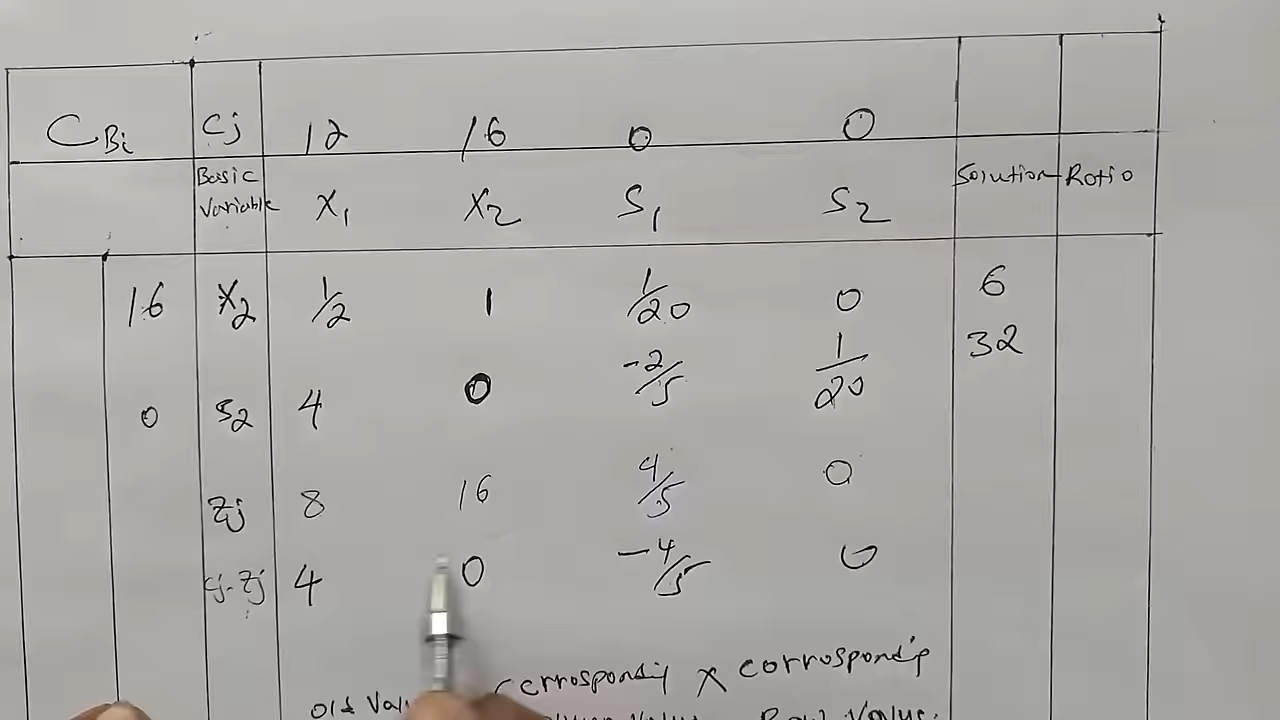 CBi Cj 12 16 0 0
Basic Variable X1 X2 S1 S2 Solution Ratio
16 X2 1/2 1 1/20 0 6
0 S2 4 0 -2/5 1/20 32
Zj 8 16 4/5 0
Cj-Zj 4 0 -4/5 0
corresponding X corresponding
Row Value.